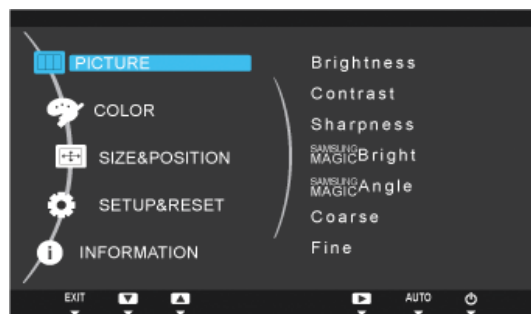 PICTURE
COLOR
SIZE&POSITION
SETUP&RESET
INFORMATION
Brightness
Contrast
Sharpness
SAMSUNG MAGICBright
SAMSUNG MAGICAngle
Coarse
Fine
EXIT
AUTO